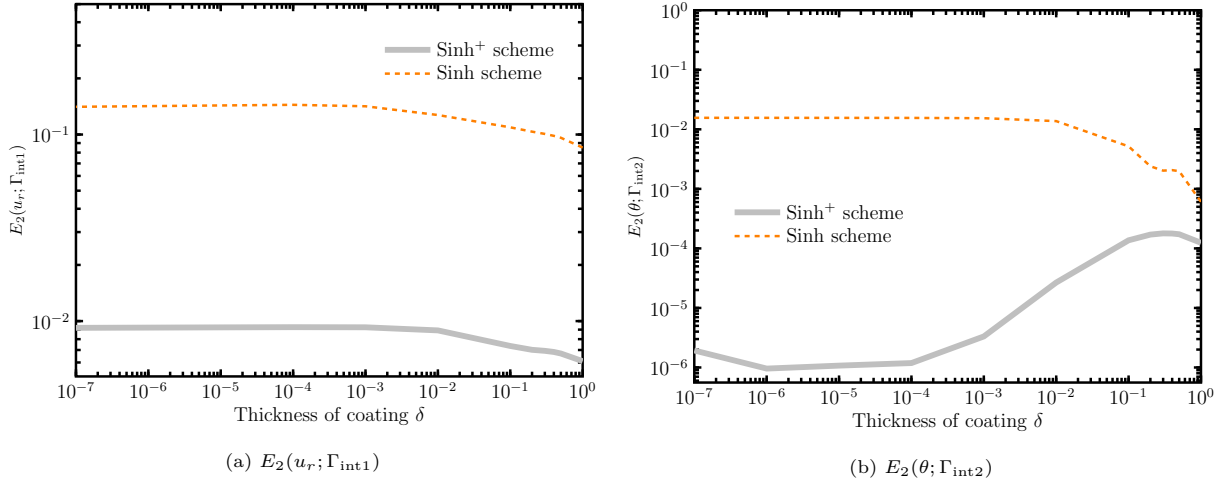 10⁻¹
10⁻²
E₂(u_r; Γ_int1)
Sinh⁺ scheme
Sinh scheme
10⁻⁷ 10⁻⁶ 10⁻⁵ 10⁻⁴ 10⁻³ 10⁻² 10⁻¹ 10⁰
Thickness of coating δ
(a) E₂(u_r; Γ_int1)
10⁰
10⁻¹
10⁻²
10⁻³
10⁻⁴
10⁻⁵
10⁻⁶
E₂(θ; Γ_int2)
Sinh⁺ scheme
Sinh scheme
10⁻⁷ 10⁻⁶ 10⁻⁵ 10⁻⁴ 10⁻³ 10⁻² 10⁻¹ 10⁰
Thickness of coating δ
(b) E₂(θ; Γ_int2)